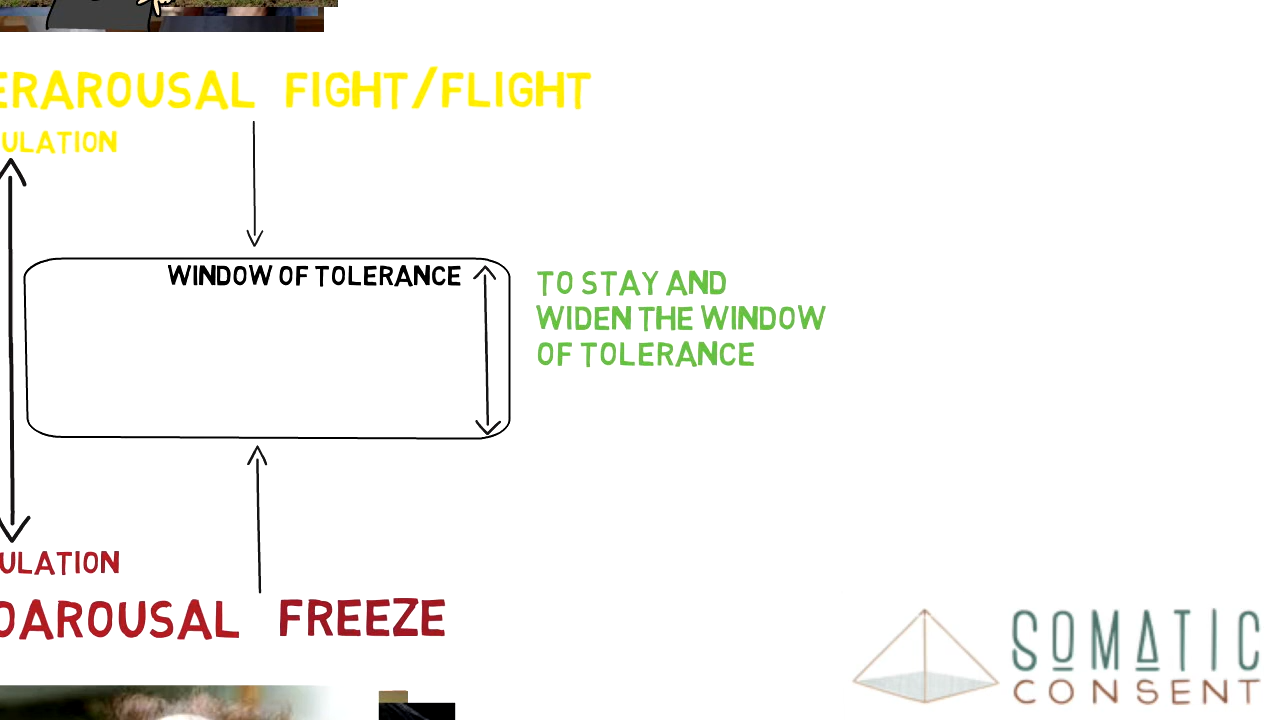 ERAROUSAL FIGHT/FLIGHT
ULATION
WINDOW OF TOLERANCE
TO STAY AND
WIDEN THE WINDOW
OF TOLERANCE
ULATION
OAROUSAL FREEZE
SOMATIC
CONSENT